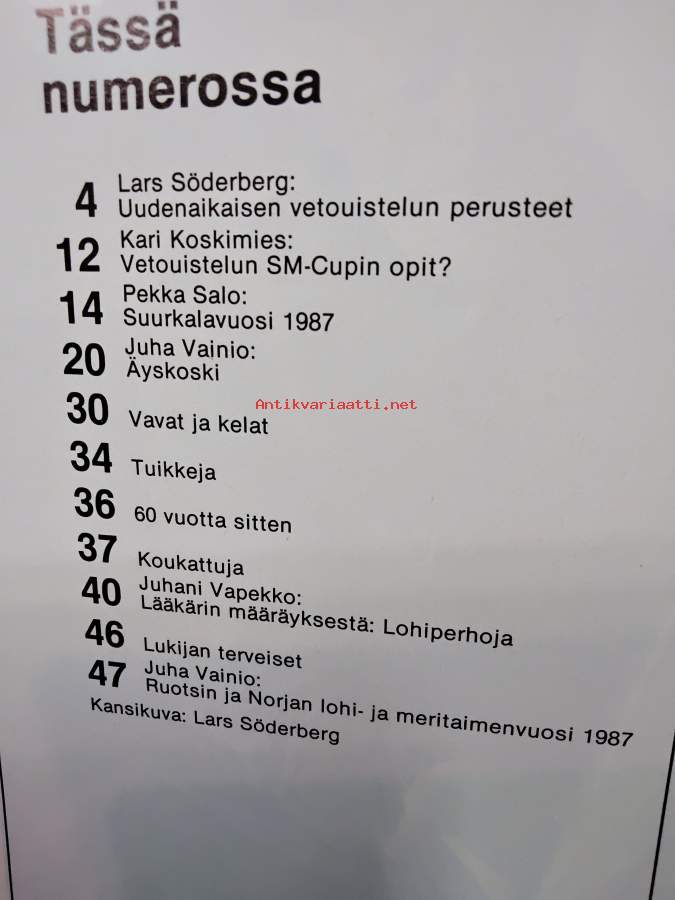 Tässä
numerossa
4 Lars Söderberg:
Uudenaikaisen vetouistelun perusteet
12 Kari Koskimies:
Vetouistelun SM-Cupin opit?
14 Pekka Salo:
Suurkalavuosi 1987
20 Juha Vainio:
Äyskoski
Antikvariaatti.net
30 Vavat ja kelat
34 Tuikkeja
36 60 vuotta sitten
37 Koukattuja
40 Juhani Vapekko:
Lääkärin määräyksestä: Lohiperhoja
46 Lukijan terveiset
47 Juha Vainio:
Ruotsin ja Norjan lohi- ja meritaimenvuosi 1987
Kansikuva: Lars Söderberg